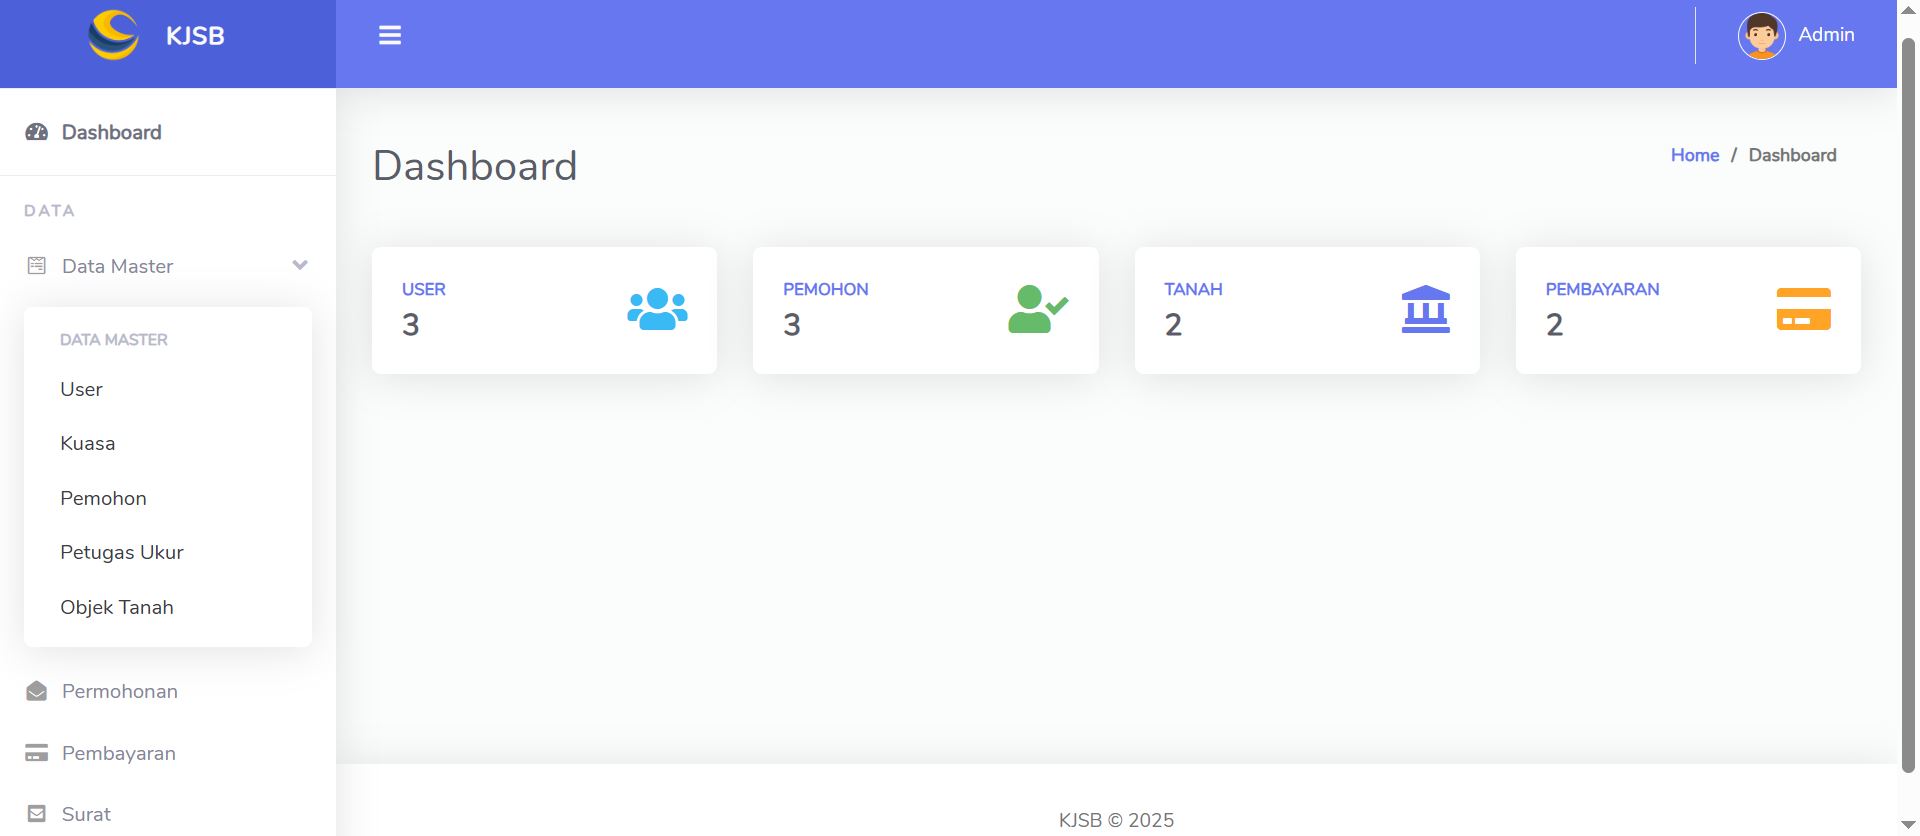 KJSB
Admin
Dashboard
DATA
Data Master
DATA MASTER
User
Kuasa
Pemohon
Petugas Ukur
Objek Tanah
Permohonan
Pembayaran
Surat
Dashboard
Home / Dashboard
USER
3
PEMOHON
3
TANAH
2
PEMBAYARAN
2
KJSB © 2025